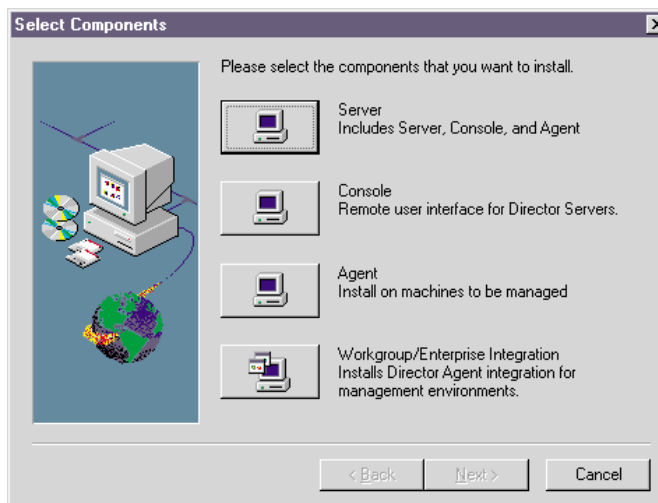 Select Components
Please select the components that you want to install.
Server
Includes Server, Console, and Agent
Console
Remote user interface for Director Servers.
Agent
Install on machines to be managed
Workgroup/Enterprise Integration
Installs Director Agent integration for
management environments.
< Back
Next >
Cancel